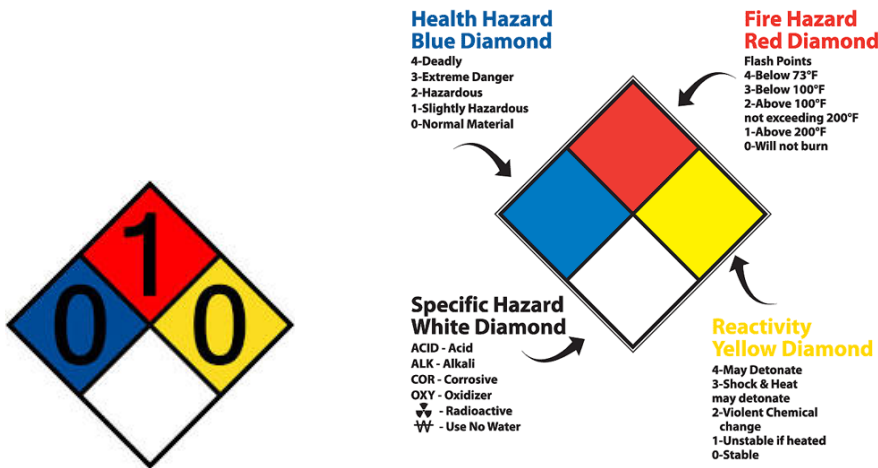 1
0
0
Health Hazard
Blue Diamond
4-Deadly
3-Extreme Danger
2-Hazardous
1-Slightly Hazardous
0-Normal Material
Fire Hazard
Red Diamond
Flash Points
4-Below 73°F
3-Below 100°F
2-Above 100°F
not exceeding 200°F
1-Above 200°F
0-Will not burn
Specific Hazard
White Diamond
ACID - Acid
ALK - Alkali
COR - Corrosive
OXY - Oxidizer
- Radioactive
W - Use No Water
Reactivity
Yellow Diamond
4-May Detonate
3-Shock & Heat
may detonate
2-Violent Chemical
change
1-Unstable if heated
0-Stable